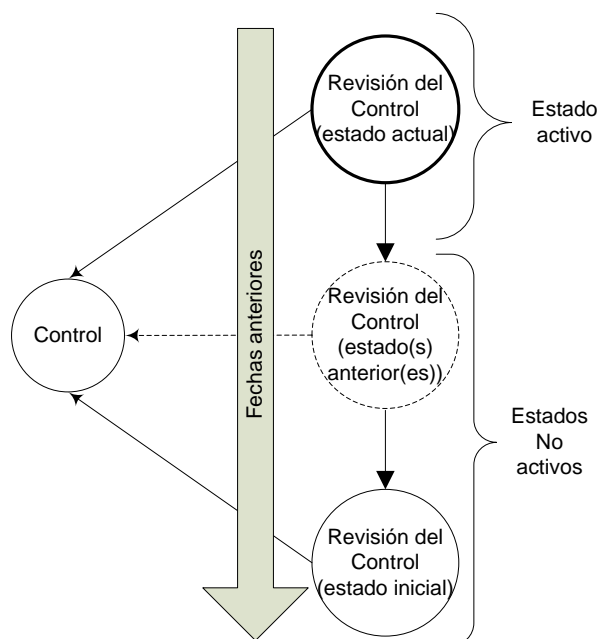 Revisión del
Control
(estado actual)
Estado
activo
Revisión del
Control
(estado(s)
anterior(es))
Control
Fechas anteriores
Estados
No
activos
Revisión del
Control
(estado inicial)